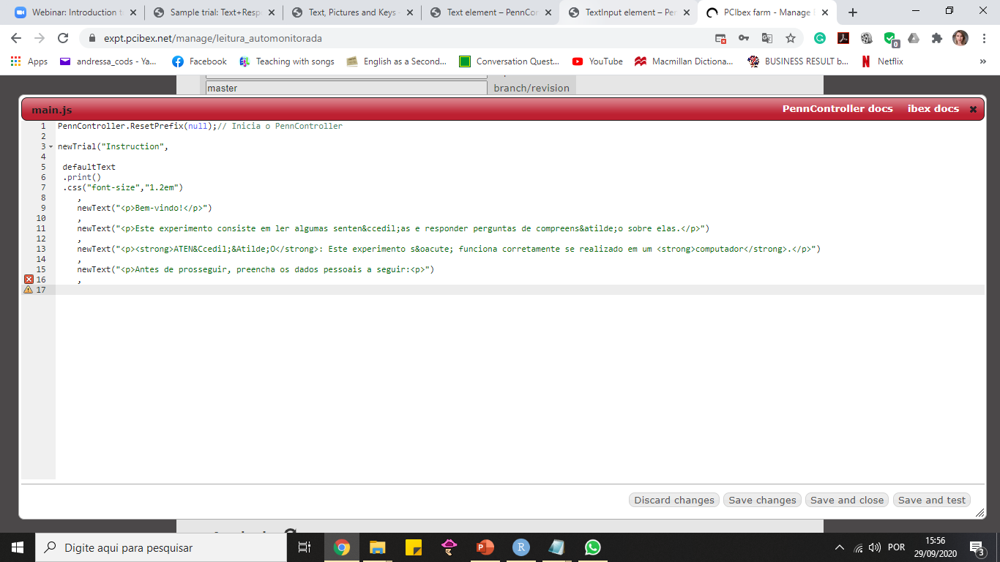 Webinar: Introduction t
Sample trial: Text+Resp
Text, Pictures and Keys -
Text element – PennCon
TextInput element – Pen
PCIbex farm - Manage E
expt.pcibex.net/manage/leitura_automonitorada
0
Apps
andressa_cods - Ya...
Facebook
Teaching with songs
English as a Second...
Conversation Quest...
YouTube
Macmillan Dictiona...
BUSINESS RESULT b...
Netflix
»
master
branch/revision
main.js
PennController docs
ibex docs
1 PennController.ResetPrefix(null);// Inicia o PennController
2
3 newTrial("Instruction",
4
5 defaultText
6 .print()
7 .css("font-size","1.2em")
8 ,
9 newText("<p>Bem-vindo!</p>")
10 ,
11 newText("<p>Este experimento consiste em ler algumas senten&ccedil;as e responder perguntas de compreens&atilde;o sobre elas.</p>")
12 ,
13 newText("<p><strong>ATEN&Ccedil;&Atilde;O</strong>: Este experimento s&oacute; funciona corretamente se realizado em um <strong>computador</strong>.</p>")
14 ,
15 newText("<p>Antes de prosseguir, preencha os dados pessoais a seguir:<p>")
16 ,
17
Discard changes
Save changes
Save and close
Save and test
Digite aqui para pesquisar
POR
15:56
29/09/2020
3